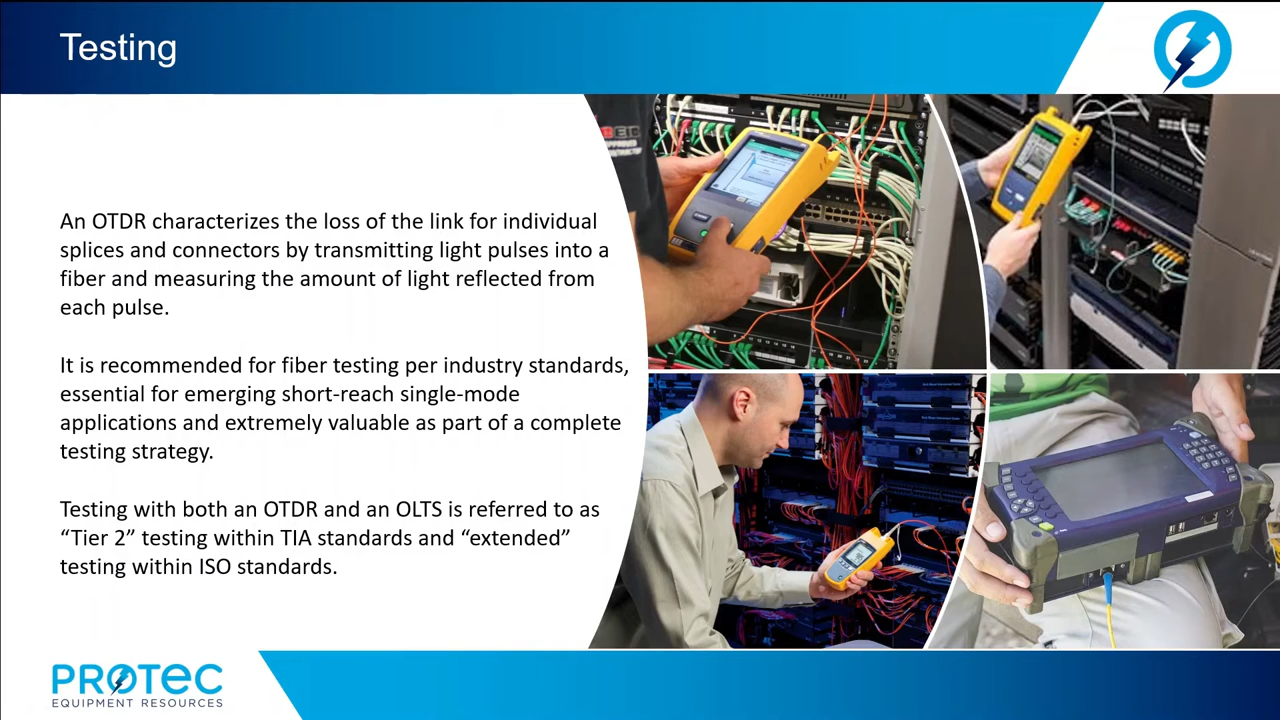 Testing
An OTDR characterizes the loss of the link for individual
splices and connectors by transmitting light pulses into a
fiber and measuring the amount of light reflected from
each pulse.
It is recommended for fiber testing per industry standards,
essential for emerging short-reach single-mode
applications and extremely valuable as part of a complete
testing strategy.
Testing with both an OTDR and an OLTS is referred to as
“Tier 2” testing within TIA standards and “extended”
testing within ISO standards.
PROTEC
EQUIPMENT RESOURCES